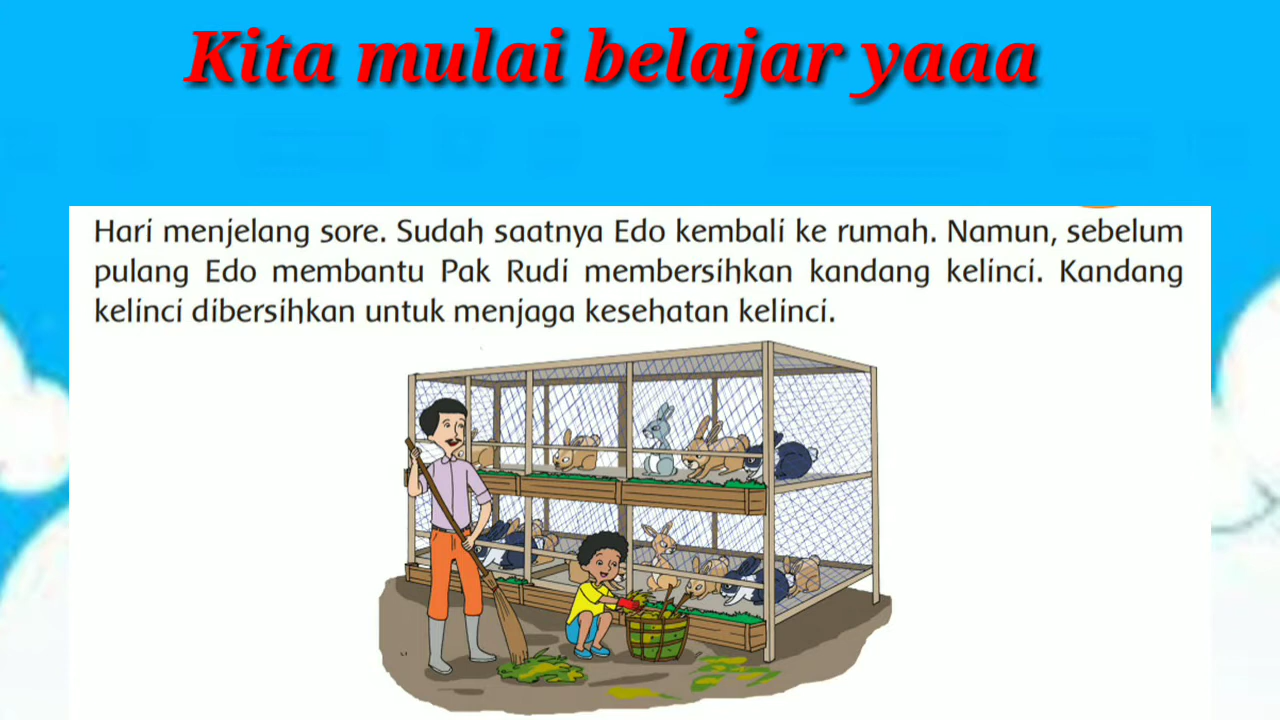 Kita mulai belajar yaaa
Hari menjelang sore. Sudah saatnya Edo kembali ke rumah. Namun, sebelum
pulang Edo membantu Pak Rudi membersihkan kandang kelinci. Kandang
kelinci dibersihkan untuk menjaga kesehatan kelinci.